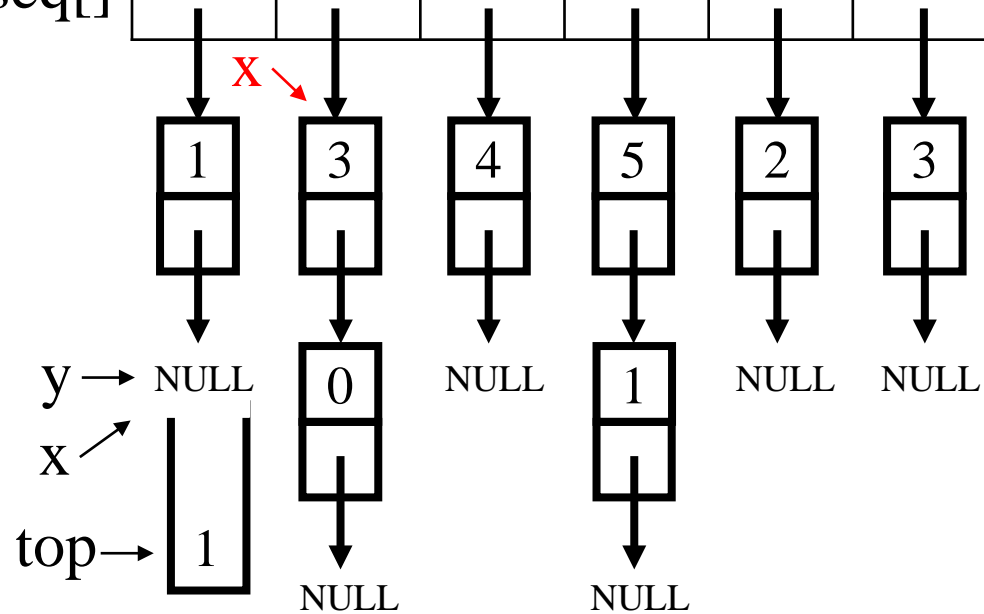 seq[]
x
1 3 4 5 2 3
y NULL 0 NULL 1 NULL NULL
x
top 1
NULL NULL